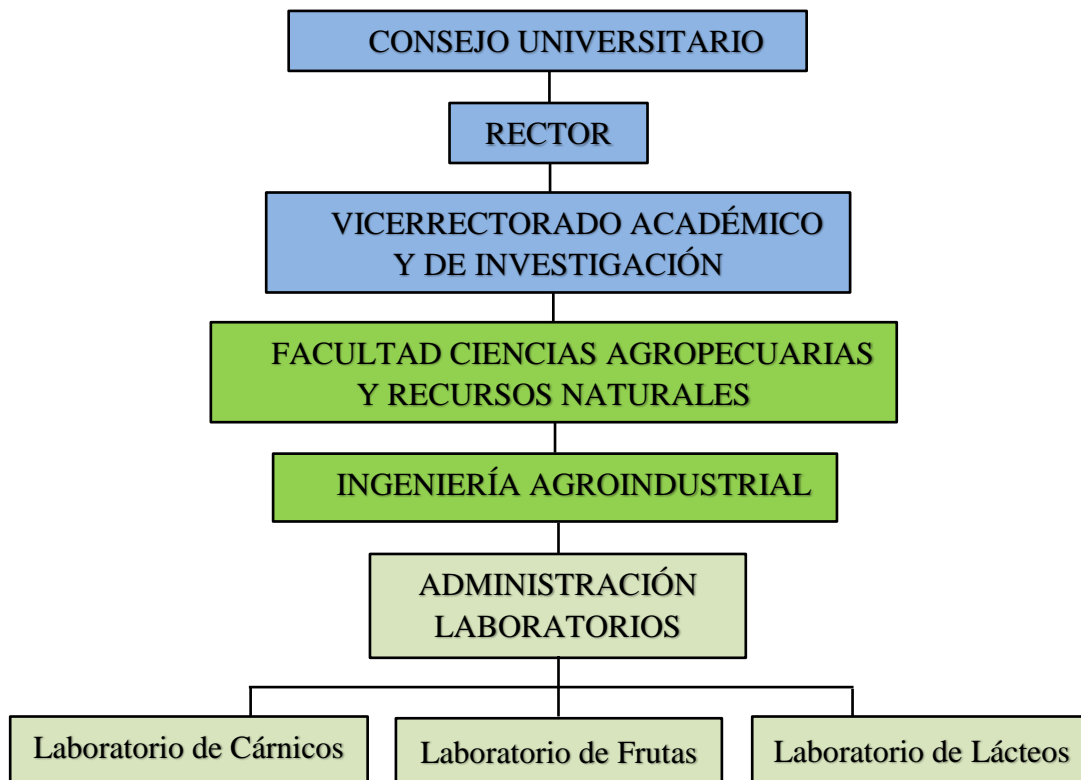 CONSEJO UNIVERSITARIO
RECTOR
VICERRECTORADO ACADÉMICO
Y DE INVESTIGACIÓN
FACULTAD CIENCIAS AGROPECUARIAS
Y RECURSOS NATURALES
INGENIERÍA AGROINDUSTRIAL
ADMINISTRACIÓN
LABORATORIOS
Laboratorio de Cárnicos
Laboratorio de Frutas
Laboratorio de Lácteos